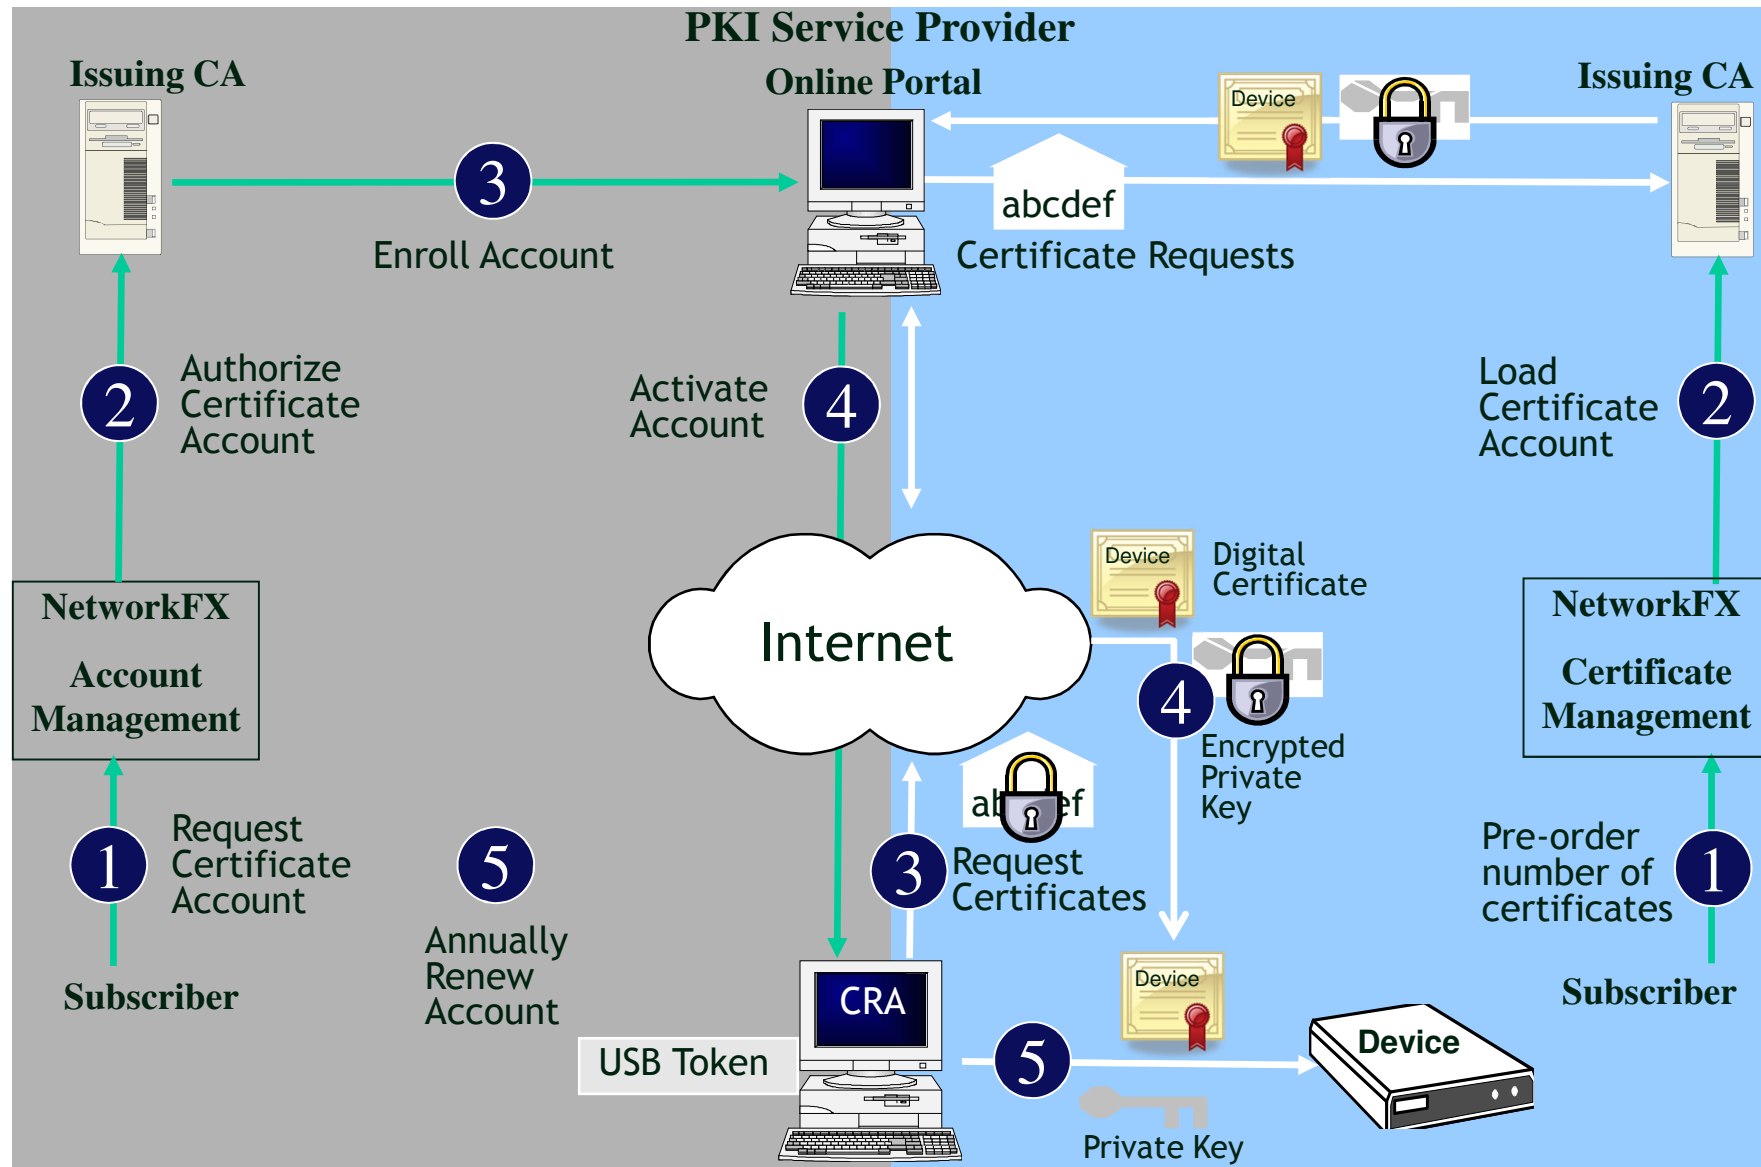 PKI Service Provider
Issuing CA
Online Portal
Issuing CA
Device
3
abcdef
Enroll Account
Certificate Requests
2
Authorize
Certificate
Account
Activate
Account
4
Load
Certificate
Account
2
Device
Digital
Certificate
Internet
NetworkFX
Account
Management
NetworkFX
Certificate
Management
4
Encrypted
Private
Key
1
Request
Certificate
Account
5
Annually
Renew
Account
3
Request
Certificates
Pre-order
number of
certificates
1
Subscriber
Subscriber
CRA
USB Token
Device
5
Private Key
Device